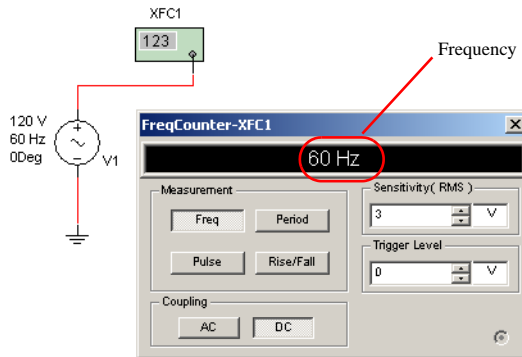 XFC1
123
Frequency
120 V
60 Hz
0Deg
V1
FreqCounter-XFC1
60 Hz
Measurement
Freq
Period
Pulse
Rise/Fall
Sensitivity( RMS )
3
V
Trigger Level
0
V
Coupling
AC
DC